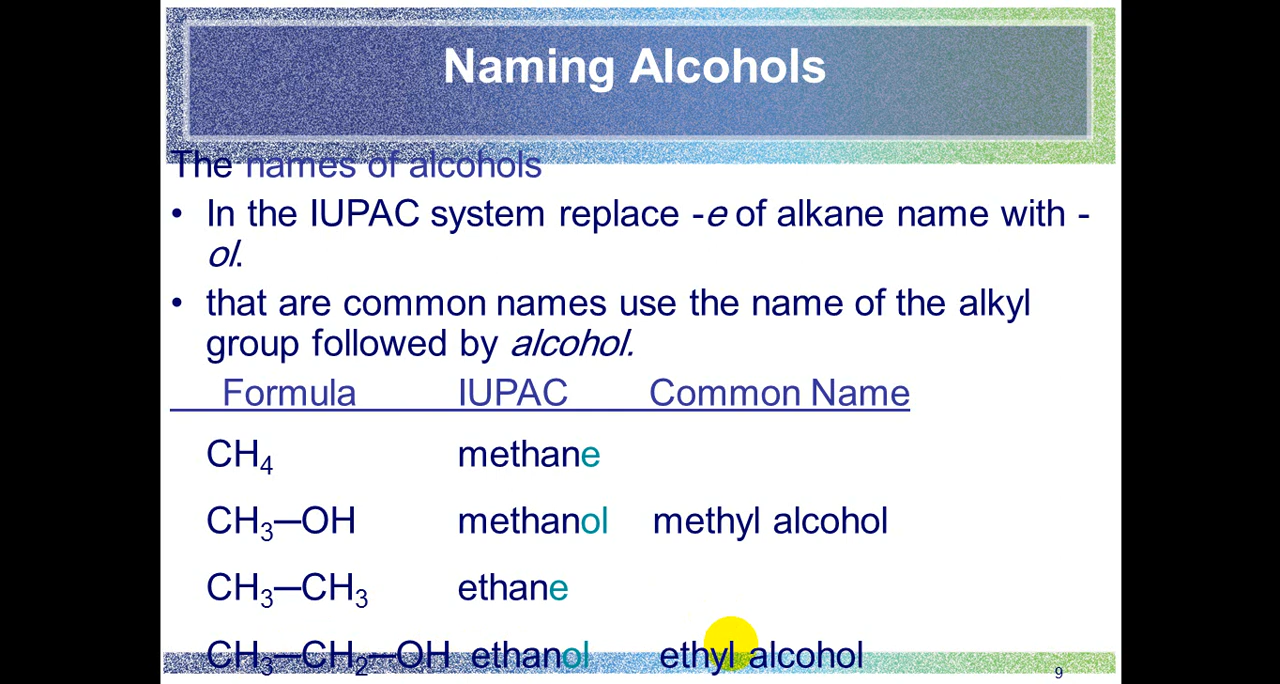 Naming Alcohols
The names of alcohols
• In the IUPAC system replace -e of alkane name with -
ol.
• that are common names use the name of the alkyl
group followed by alcohol.
Formula IUPAC Common Name
CH₄ methane
CH₃─OH methanol methyl alcohol
CH₃─CH₃ ethane
CH₃─CH₂─OH ethanol ethyl alcohol
9